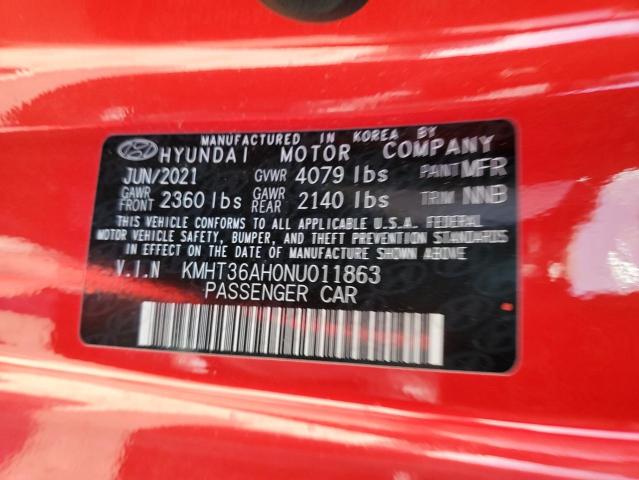 MANUFACTURED IN KOREA BY
HYUNDAI MOTOR COMPANY
JUN/2021 GVWR 4079 lbs PAINT MFR
GAWR FRONT 2360 lbs GAWR REAR 2140 lbs TRIM NNB
THIS VEHICLE CONFORMS TO ALL APPLICABLE U.S.A. FEDERAL
MOTOR VEHICLE SAFETY, BUMPER, AND THEFT PREVENTION STANDARDS
IN EFFECT ON THE DATE OF MANUFACTURE SHOWN ABOVE
V.I.N KMHT36AH0NU011863
PASSENGER CAR